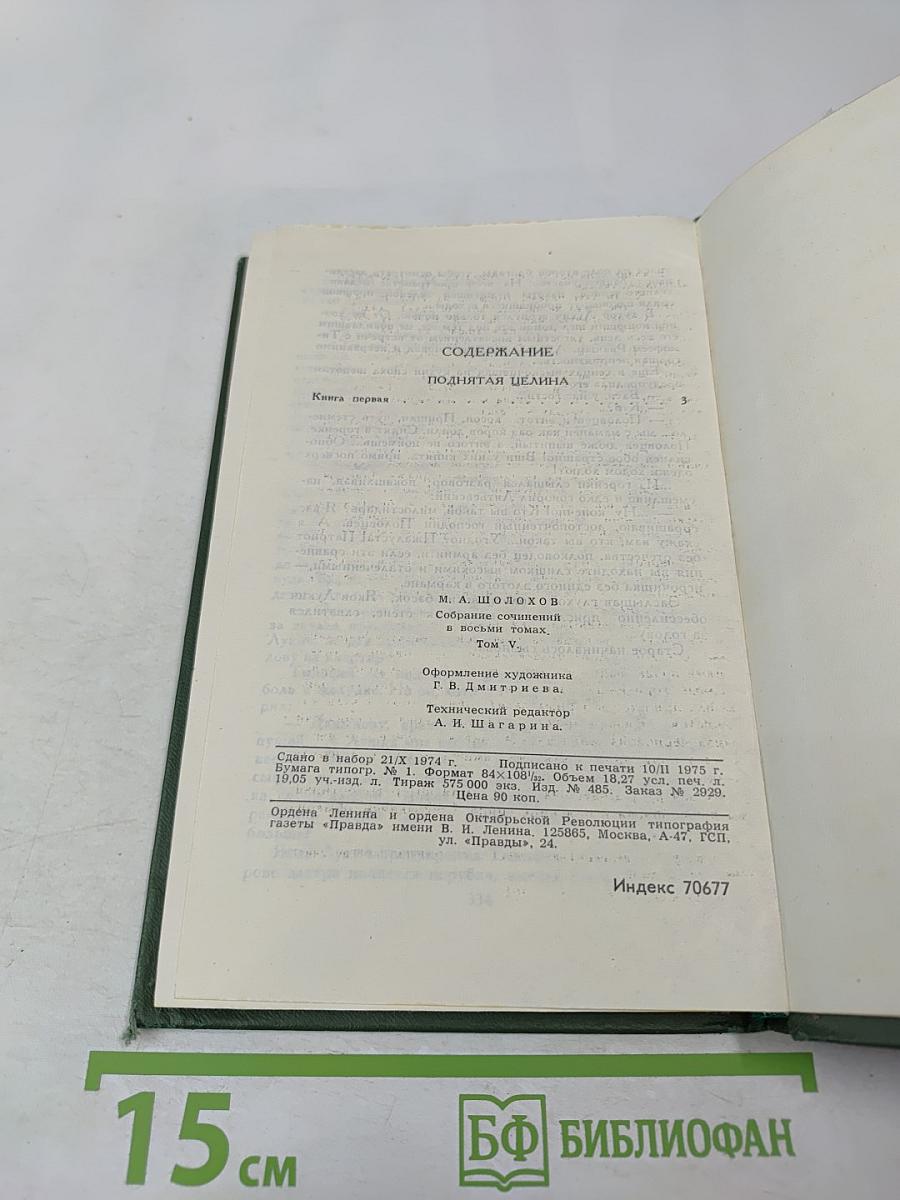 СОДЕРЖАНИЕ
ПОДНЯТАЯ ЦЕЛИНА
Книга первая . . . . . . . . . . . . . . . . 3
М. А. ШОЛОХОВ
Собрание сочинений
в восьми томах.
Том V.
Оформление художника
Г. В. Дмитриева.
Технический редактор
А. И. Шагарина.
Сдано в набор 21/X 1974 г. Подписано к печати 10/II 1975 г.
Бумага типогр. № 1. Формат 84×108¹/₃₂. Объем 18,27 усл. печ. л.
19,05 уч.-изд. л. Тираж 575 000 экз. Изд. № 485. Заказ № 2929.
Цена 90 коп.
Ордена Ленина и ордена Октябрьской Революции типография
газеты «Правда» имени В. И. Ленина. 125865, Москва, А-47, ГСП,
ул. «Правды», 24.
Индекс 70677
15 см
БФ БИБЛИОФАН